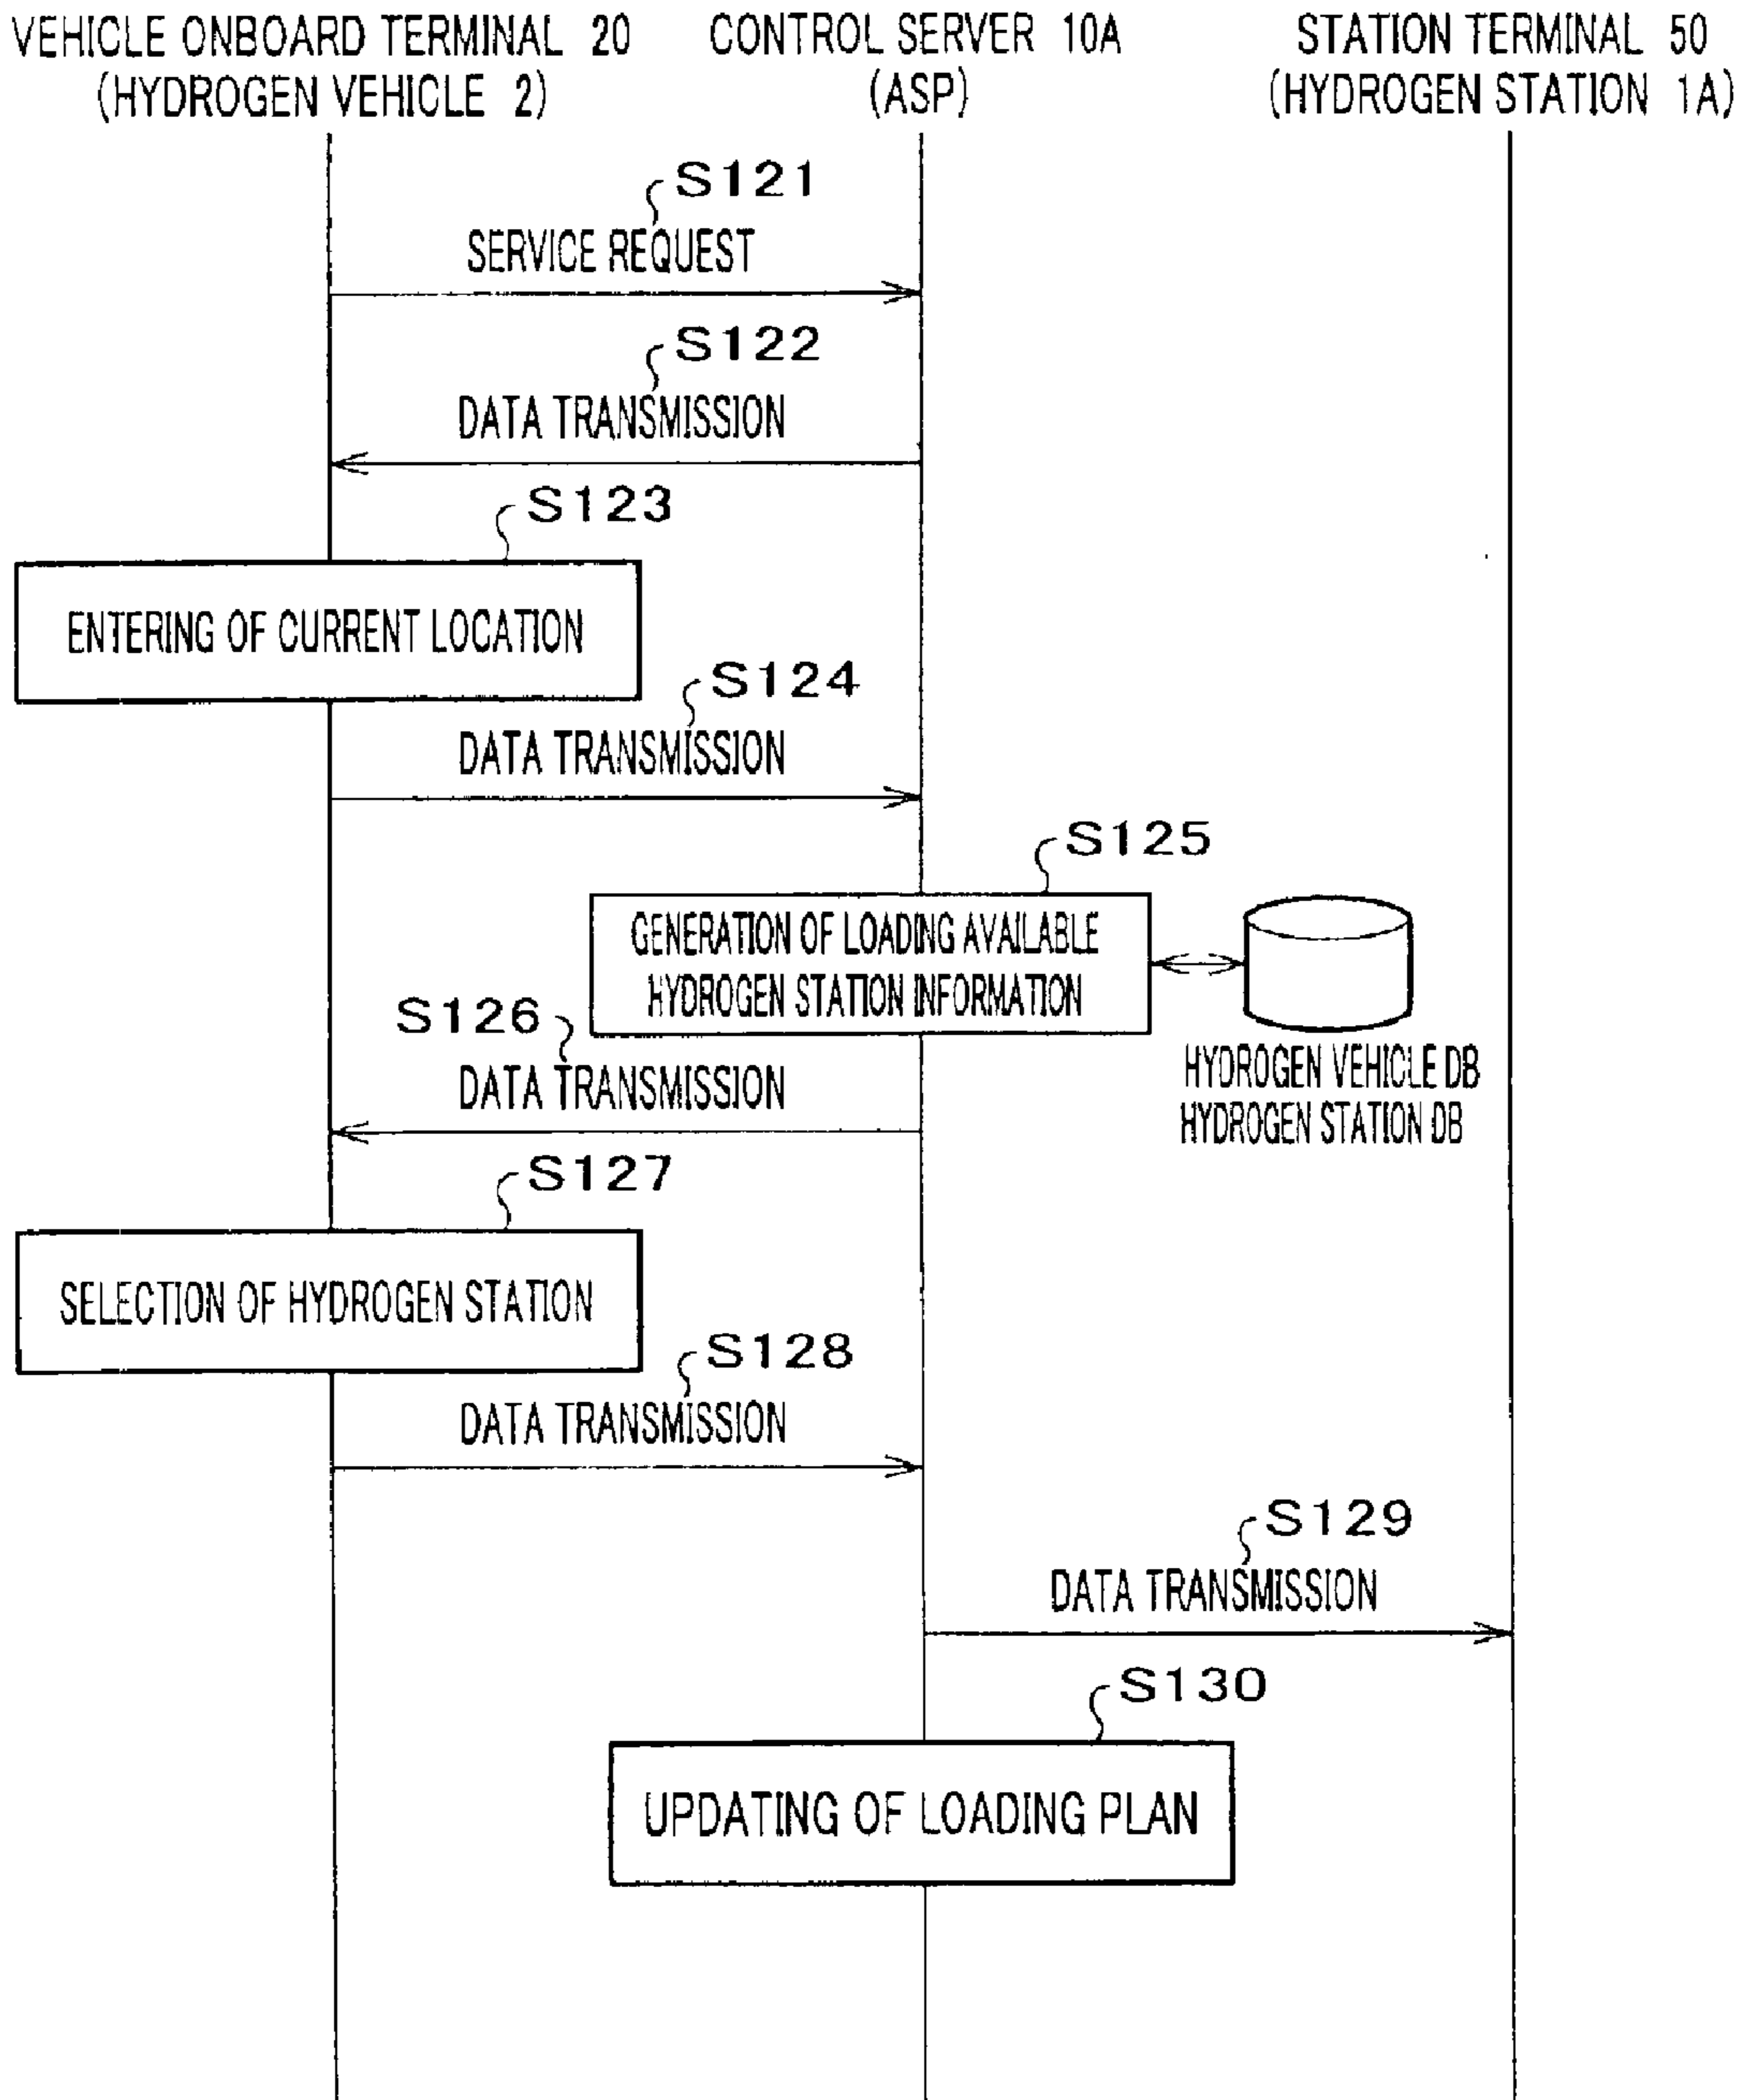 VEHICLE ONBOARD TERMINAL 20
(HYDROGEN VEHICLE 2)
CONTROL SERVER 10A
(ASP)
STATION TERMINAL 50
(HYDROGEN STATION 1A)
S121
SERVICE REQUEST
S122
DATA TRANSMISSION
S123
ENTERING OF CURRENT LOCATION
S124
DATA TRANSMISSION
S125
GENERATION OF LOADING AVAILABLE
HYDROGEN STATION INFORMATION
HYDROGEN VEHICLE DB
HYDROGEN STATION DB
S126
DATA TRANSMISSION
S127
SELECTION OF HYDROGEN STATION
S128
DATA TRANSMISSION
S129
DATA TRANSMISSION
S130
UPDATING OF LOADING PLAN